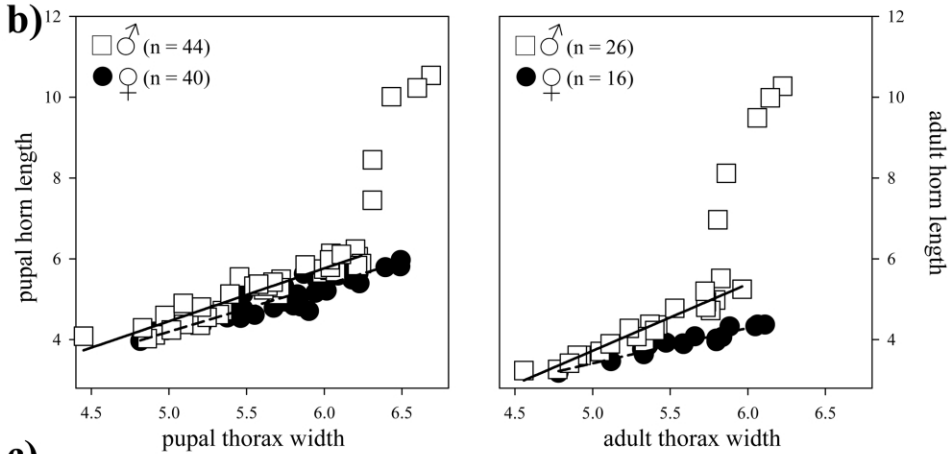 b)
12
10
8
6
4
pupal horn length
♂ (n = 44)
♀ (n = 40)
4.5 5.0 5.5 6.0 6.5
pupal thorax width
♂ (n = 26)
♀ (n = 16)
4.5 5.0 5.5 6.0 6.5
adult thorax width
12
10
8
6
4
adult horn length